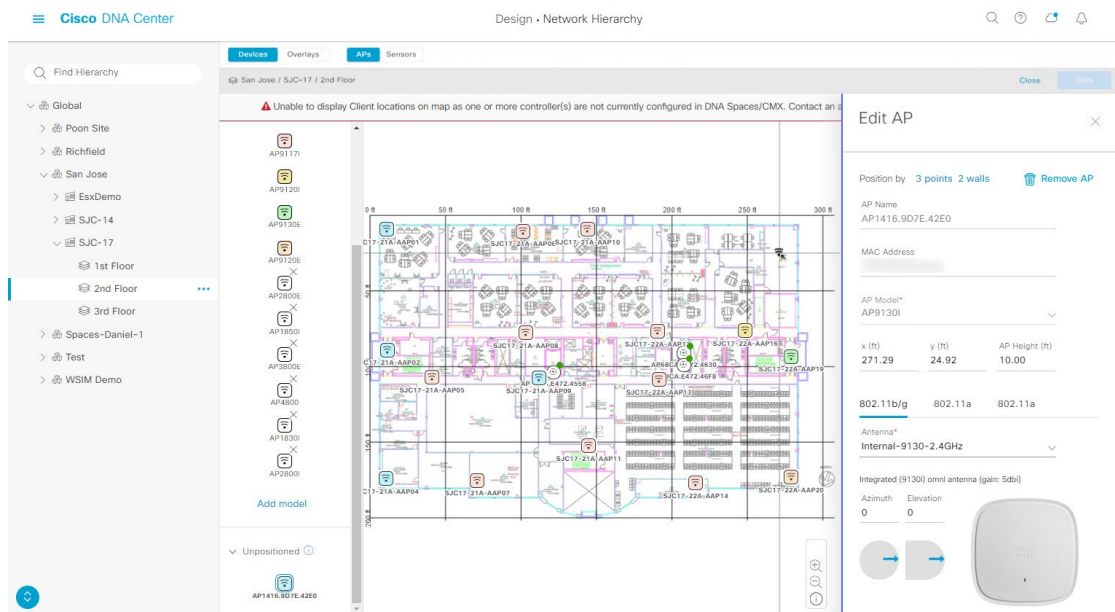 Cisco DNA Center
Design • Network Hierarchy
Devices Overlays APs Sensors
Find Hierarchy
San Jose / SJC-17 / 2nd Floor
Close Save
Global
Poon Site
Richfield
San Jose
EsxDemo
SJC-14
SJC-17
1st Floor
2nd Floor
3rd Floor
Spaces-Daniel-1
Test
WSIM Demo
Unable to display Client locations on map as one or more controller(s) are not currently configured in DNA Spaces/CMX. Contact an a
AP9117I
AP9120I
AP9130E
AP9120E
AP2800E
AP1850I
AP3800E
AP4800
AP1830I
AP2800I
Add model
Unpositioned
AP1416.9D7E.42E0
0 ft 50 ft 100 ft 150 ft 200 ft 250 ft 300 ft
C17-21A-AAP01 SJC17-21A-AAP06 SJC17-21A-AAP10
50 ft
SJC17-21A-AAP08 SJC17-22A-AAP16
C17-21A-AAP02 SJC17-22A-AAP19
SJC17-21A-AAP05 SJC17-21A-AAP09 SJC17-22A-AAP13
150 ft
SJC17-21A-AAP11
C17-21A-AAP04 SJC17-21A-AAP07 SJC17-22A-AAP14 SJC17-22A-AAP20
200 ft
Edit AP
Position by 3 points 2 walls Remove AP
AP Name
AP1416.9D7E.42E0
MAC Address
AP Model*
AP9130I
x (ft) y (ft) AP Height (ft)
271.29 24.92 10.00
802.11b/g 802.11a 802.11a
Antenna*
Internal-9130-2.4GHz
Integrated (9130i) omni antenna (gain: 5dbi)
Azimuth Elevation
0 0